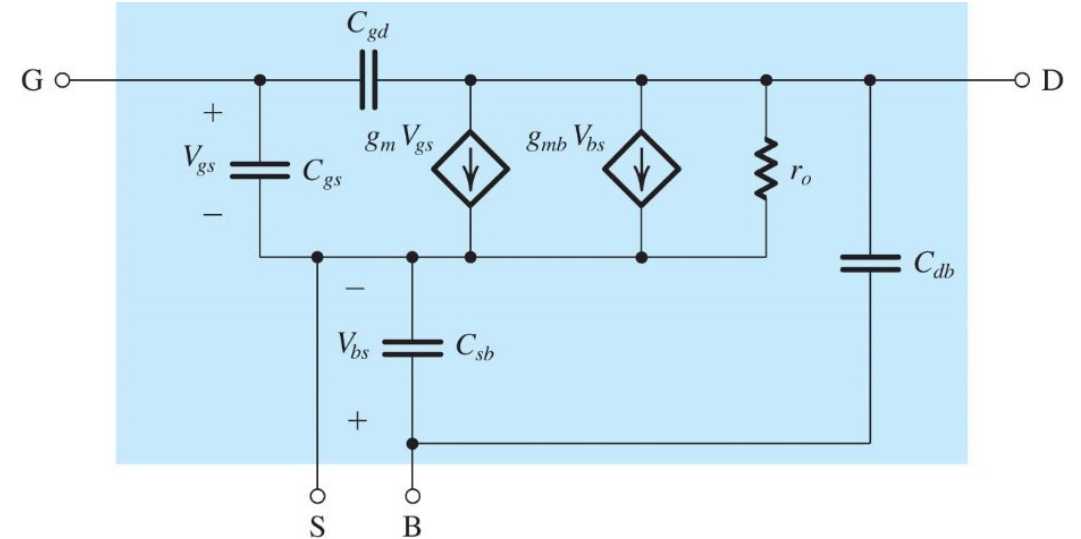 C_gd
G
D
+
g_m V_gs
g_mb V_bs
V_gs
C_gs
r_o
−
C_db
−
V_bs
C_sb
+
S
B